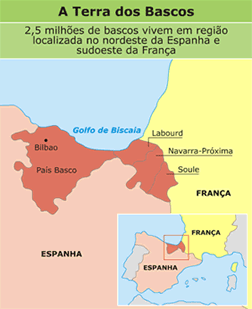 A Terra dos Bascos
2,5 milhões de bascos vivem em região
localizada no nordeste da Espanha e
sudoeste da França
Golfo de Biscaia
Labourd
Bilbao
Navarra-Próxima
País Basco
Soule
FRANÇA
ESPANHA
FRANÇA
ESPANHA